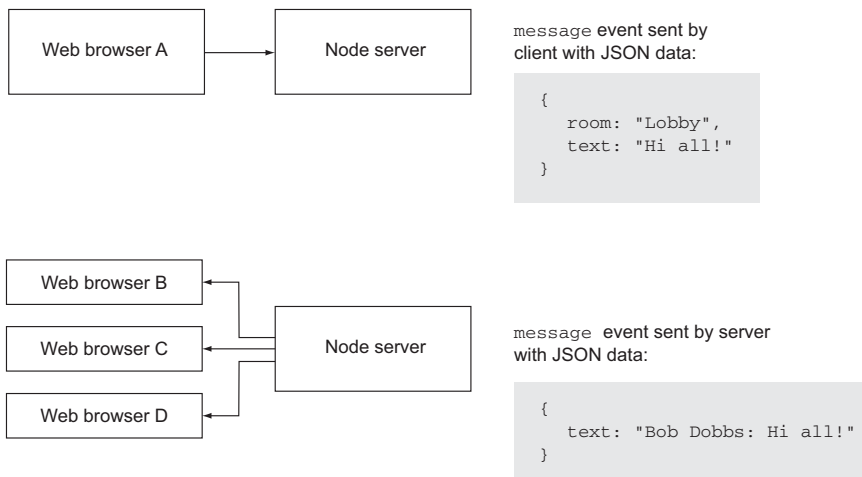 Web browser A
Node server
message event sent by
client with JSON data:
{
room: "Lobby",
text: "Hi all!"
}
Web browser B
Web browser C
Web browser D
Node server
message event sent by server
with JSON data:
{
text: "Bob Dobbs: Hi all!"
}